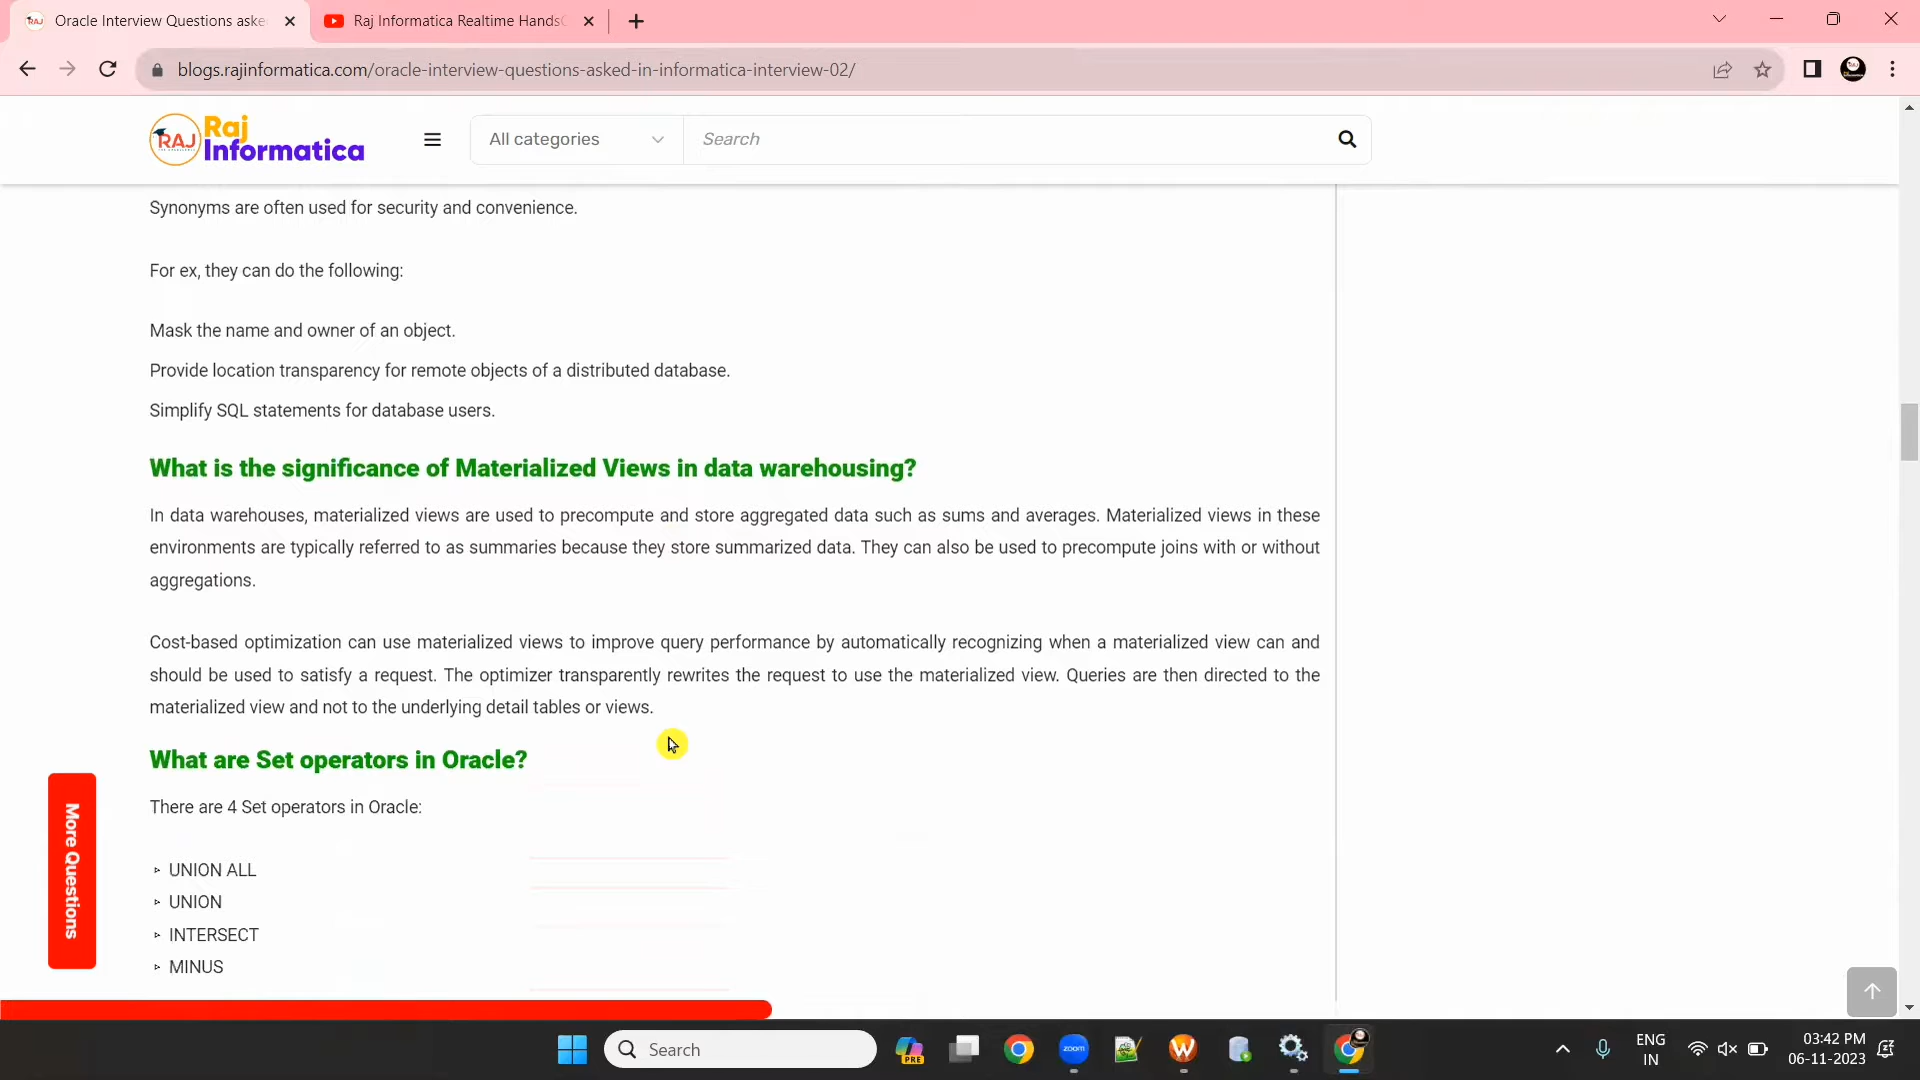 Oracle Interview Questions aske
Raj Informatica Realtime HandsO
blogs.rajinformatica.com/oracle-interview-questions-asked-in-informatica-interview-02/
RAJ
Raj
Informatica
All categories
Search
Synonyms are often used for security and convenience.
For ex, they can do the following:
Mask the name and owner of an object.
Provide location transparency for remote objects of a distributed database.
Simplify SQL statements for database users.
What is the significance of Materialized Views in data warehousing?
In data warehouses, materialized views are used to precompute and store aggregated data such as sums and averages. Materialized views in these
environments are typically referred to as summaries because they store summarized data. They can also be used to precompute joins with or without
aggregations.
Cost-based optimization can use materialized views to improve query performance by automatically recognizing when a materialized view can and
should be used to satisfy a request. The optimizer transparently rewrites the request to use the materialized view. Queries are then directed to the
materialized view and not to the underlying detail tables or views.
What are Set operators in Oracle?
There are 4 Set operators in Oracle:
UNION ALL
UNION
INTERSECT
MINUS
More Questions
Search
PRE
zoom
ENG
IN
03:42 PM
06-11-2023